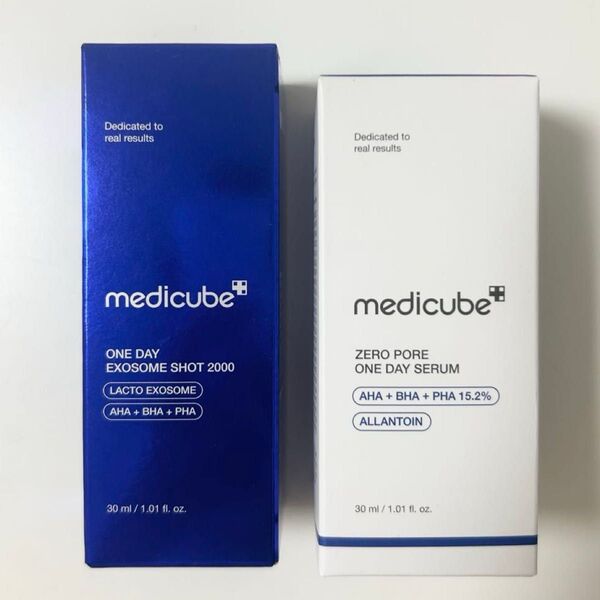 Dedicated to
real results
medicube
ONE DAY
EXOSOME SHOT 2000
LACTO EXOSOME
AHA + BHA + PHA
30 ml / 1.01 fl. oz.
Dedicated to
real results
medicube
ZERO PORE
ONE DAY SERUM
AHA + BHA + PHA 15.2%
ALLANTOIN
30 ml / 1.01 fl. oz.